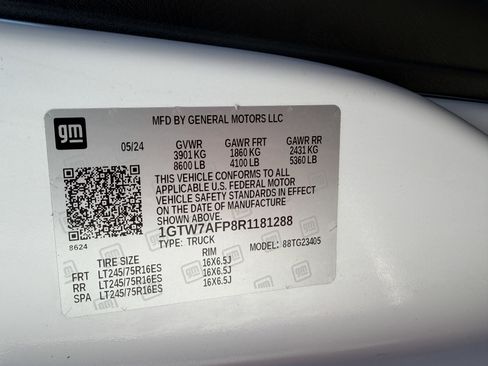 gm
MFD BY GENERAL MOTORS LLC
05/24 GVWR GAWR FRT GAWR RR
3901 KG 1860 KG 2431 KG
8600 LB 4100 LB 5360 LB
THIS VEHICLE CONFORMS TO ALL
APPLICABLE U.S. FEDERAL MOTOR
VEHICLE SAFETY STANDARDS IN EFFECT
ON THE DATE OF MANUFACTURE
1GTW7AFP8R1181288
8624 TYPE: TRUCK MODEL: 88TG23405
TIRE SIZE RIM
FRT LT245/75R16ES 16X6.5J
RR LT245/75R16ES 16X6.5J
SPA LT245/75R16ES 16X6.5J